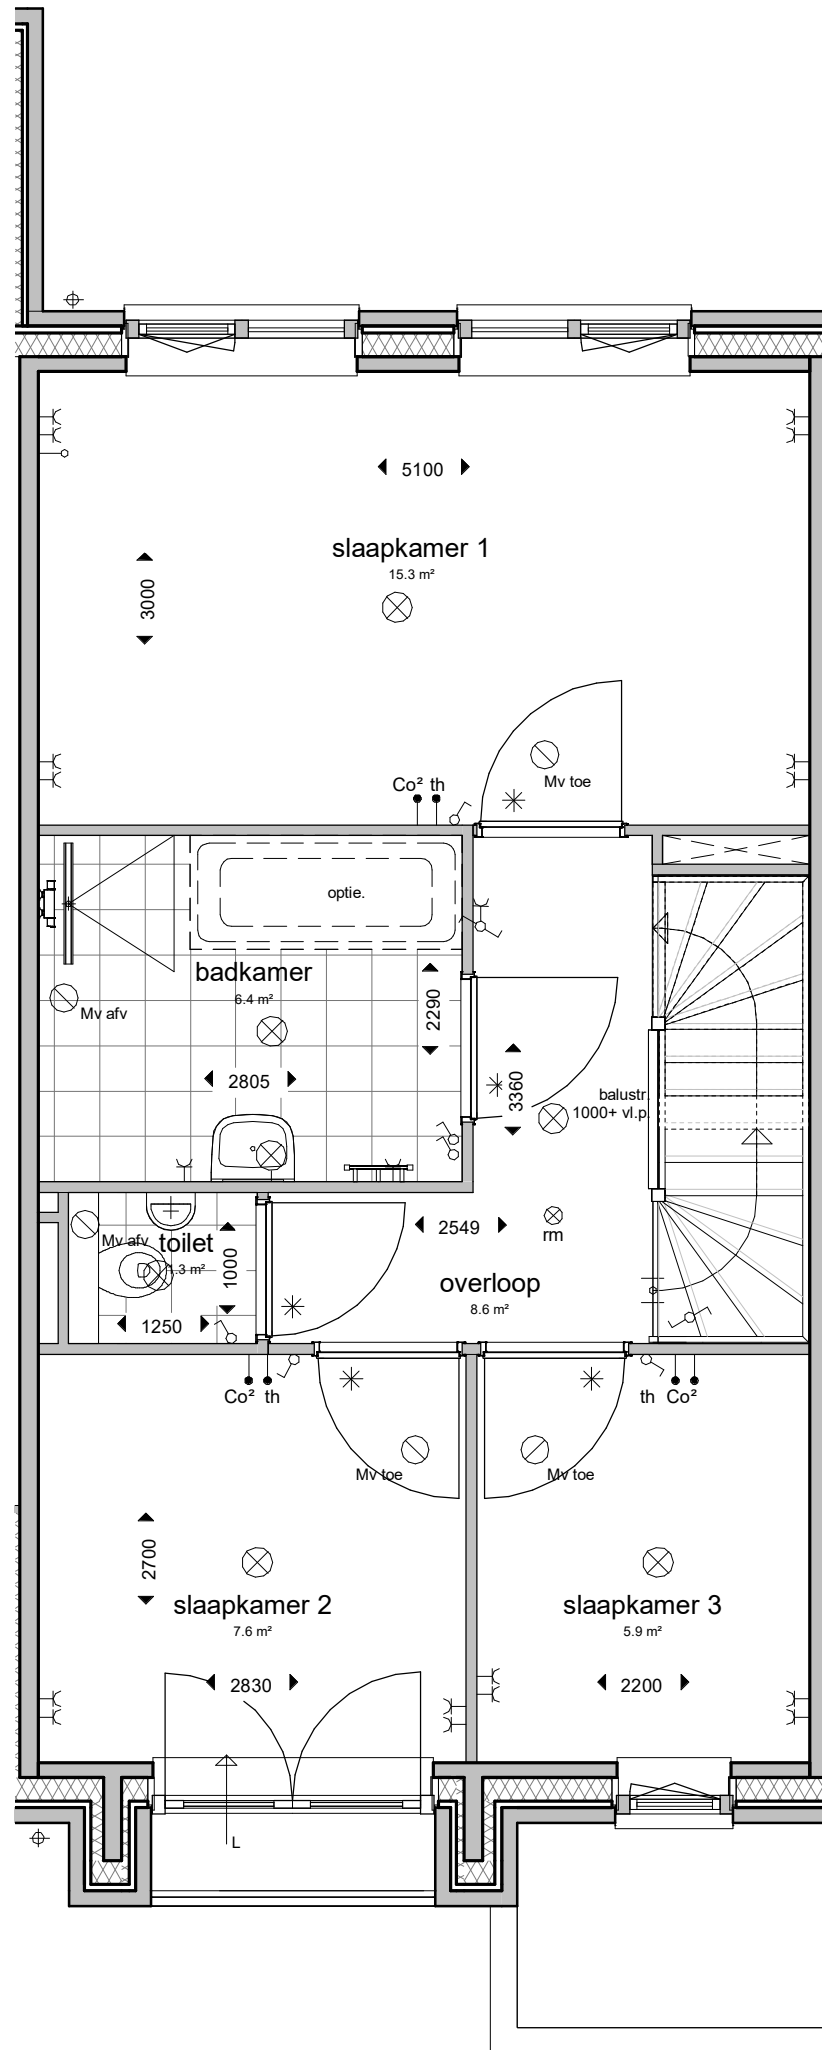 5100
slaapkamer 1
15.3 m²
3000
Co² th
Mv toe
optie.
badkamer
6.4 m²
Mv afv
2290
2805
3360
balustr.
1000+ vl.p.
2549
rm
overloop
8.6 m²
Mv afv
toilet
1.3 m²
1000
1250
Co² th
th Co²
Mv toe
Mv toe
2700
slaapkamer 2
7.6 m²
2830
slaapkamer 3
5.9 m²
2200
L